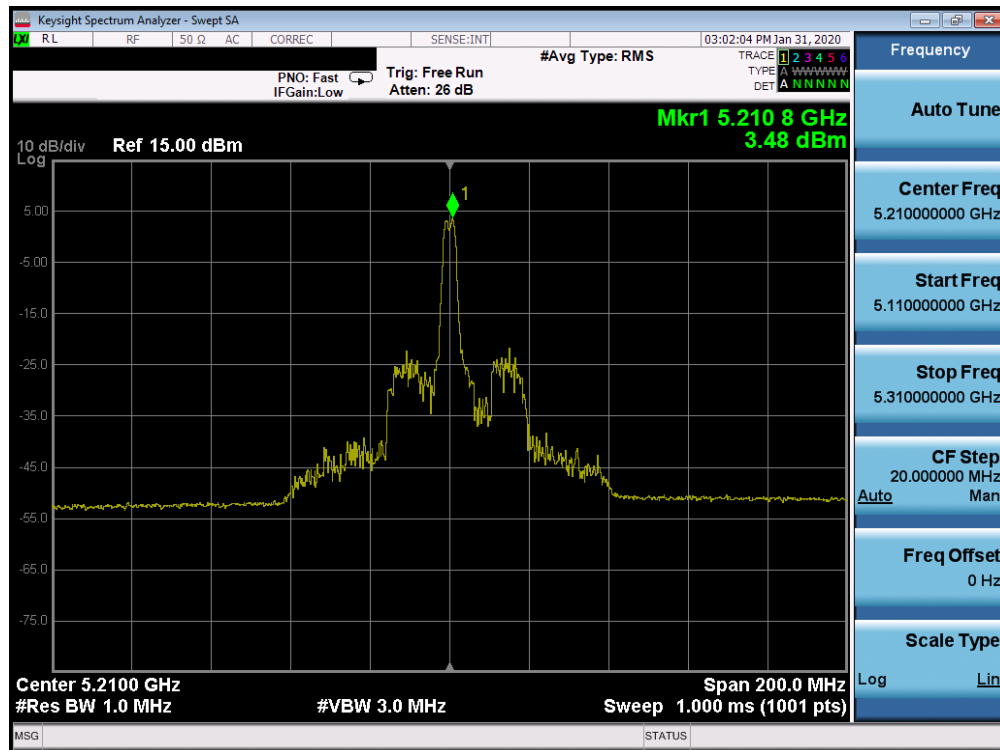 Keysight Spectrum Analyzer - Swept SA
LXI RL RF 50 Ω AC CORREC SENSE:INT 03:02:04 PM Jan 31, 2020
#Avg Type: RMS TRACE 1 2 3 4 5 6
PNO: Fast Trig: Free Run TYPE A WWWWW
IFGain:Low Atten: 26 dB DET A N N N N N
Mkr1 5.210 8 GHz
3.48 dBm
10 dB/div Ref 15.00 dBm
Log
1
5.00
-5.00
-15.0
-25.0
-35.0
-45.0
-55.0
-65.0
-75.0
Center 5.2100 GHz Span 200.0 MHz
#Res BW 1.0 MHz #VBW 3.0 MHz Sweep 1.000 ms (1001 pts)
MSG STATUS
Frequency
Auto Tune
Center Freq
5.210000000 GHz
Start Freq
5.110000000 GHz
Stop Freq
5.310000000 GHz
CF Step
20.000000 MHz
Auto Man
Freq Offset
0 Hz
Scale Type
Log Lin